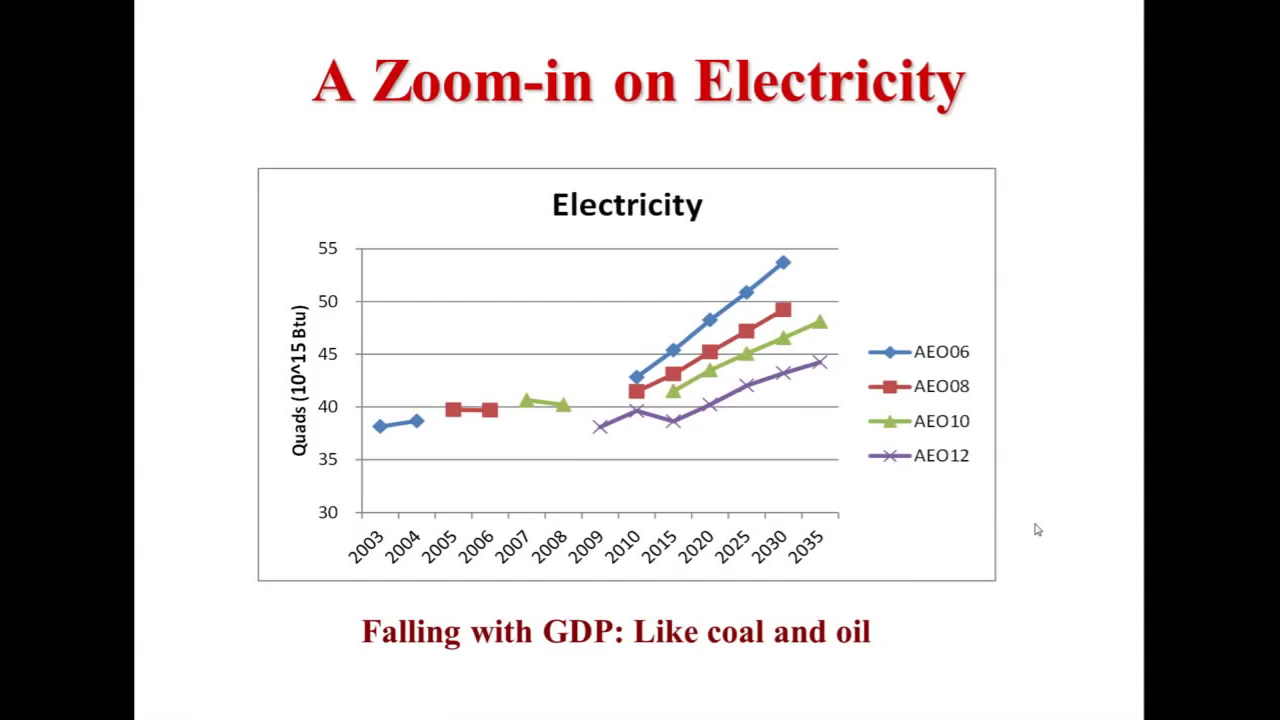 A Zoom-in on Electricity
Electricity
Quads (10^15 Btu)
55
50
45
40
35
30
2003
2004
2005
2006
2007
2008
2009
2010
2015
2020
2025
2030
2035
AEO06
AEO08
AEO10
AEO12
Falling with GDP: Like coal and oil